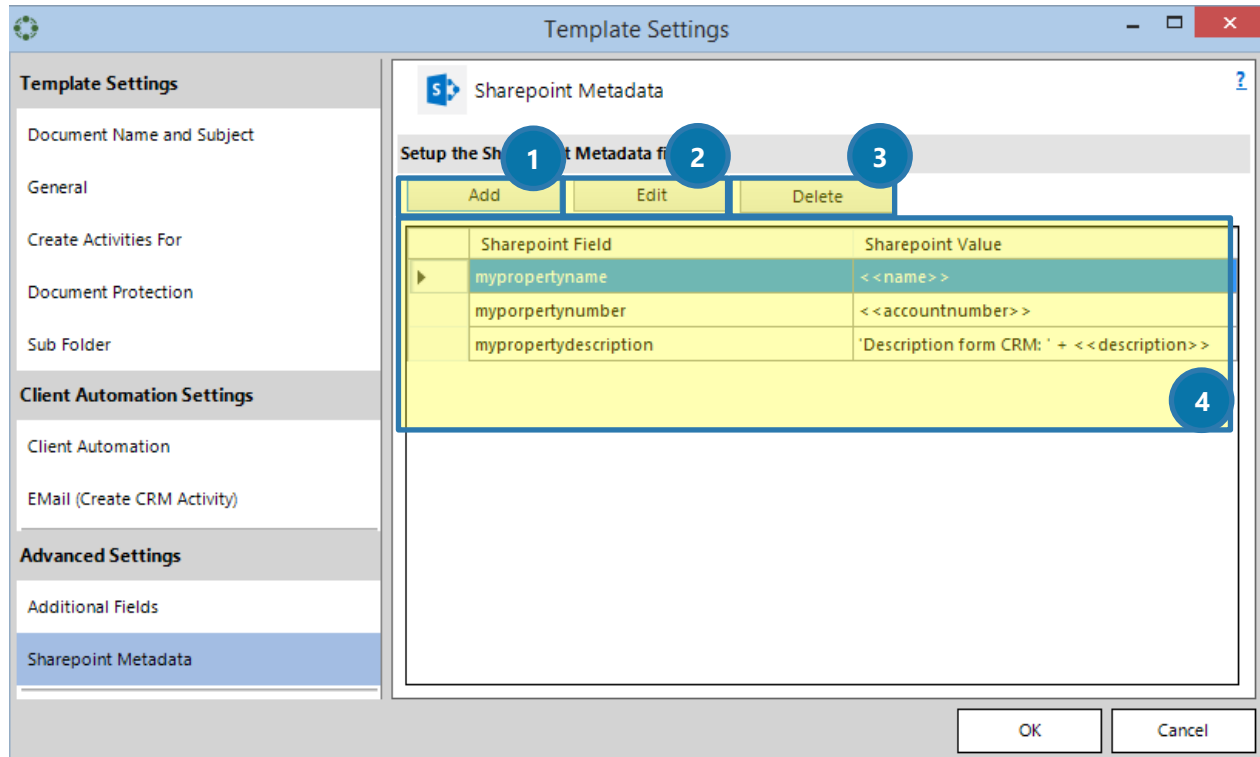 Template Settings
Template Settings
Document Name and Subject
General
Create Activities For
Document Protection
Sub Folder
Client Automation Settings
Client Automation
EMail (Create CRM Activity)
Advanced Settings
Additional Fields
Sharepoint Metadata
S
Sharepoint Metadata
?
Setup the Sh t Metadata fi
1
2
3
Add
Edit
Delete
Sharepoint Field Sharepoint Value
mypropertyname <<name>>
myporpertynumber <<accountnumber>>
mypropertydescription 'Description form CRM: ' + <<description>>
4
OK
Cancel